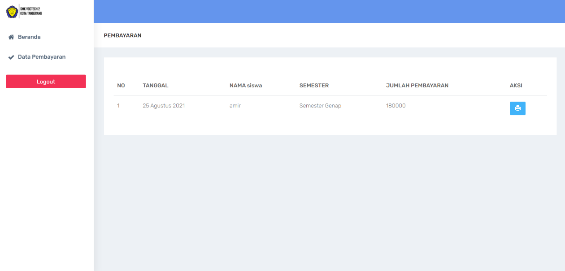 Beranda
Data Pembayaran
Logout
PEMBAYARAN
NO TANGGAL NAMA siswa SEMESTER JUMLAH PEMBAYARAN AKSI
1 25 Agustus 2021 amir Semester Genap 180000